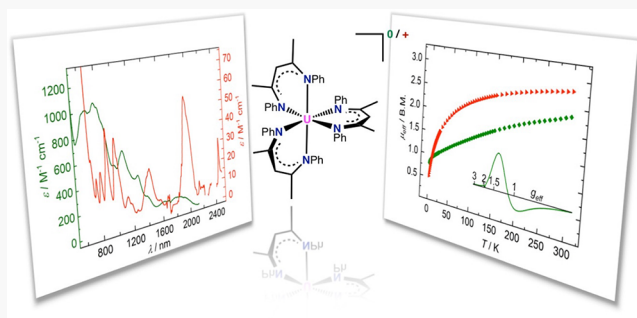 1200
1000
800
600
400
200
0
ε / M⁻¹ cm⁻¹
800 1200 1600 2000 2400
λ / nm
70
60
50
40
30
20
10
0
ε / M⁻¹ cm⁻¹
0 / +
NPh
Ph
N
NPh
PhN
U
N
Ph
N
Ph
NPh
NPh
PhN
3.0
2.5
2.0
1.5
1.0
0.5
μeff / B.M.
3 2 1.5 1 geff
0 50 100 150 200 250 300
T / K